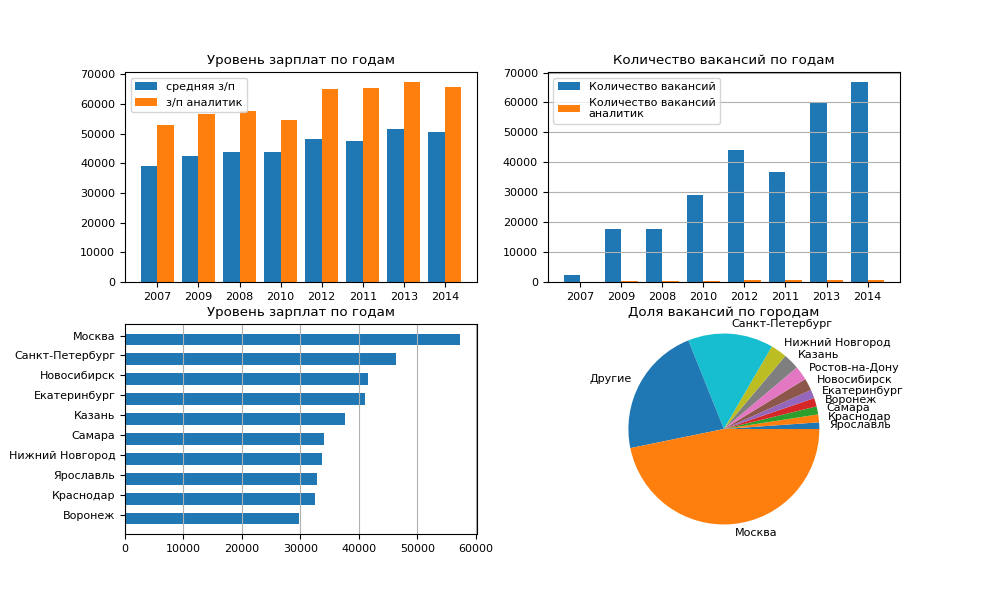 Уровень зарплат по годам
70000
60000
50000
40000
30000
20000
10000
0
средняя з/п
з/п аналитик
2007 2009 2008 2010 2012 2011 2013 2014
Количество вакансий по годам
70000
60000
50000
40000
30000
20000
10000
0
Количество вакансий
Количество вакансий
аналитик
2007 2009 2008 2010 2012 2011 2013 2014
Уровень зарплат по годам
Москва
Санкт-Петербург
Новосибирск
Екатеринбург
Казань
Самара
Нижний Новгород
Ярославль
Краснодар
Воронеж
0 10000 20000 30000 40000 50000 60000
Доля вакансий по городам
Санкт-Петербург
Нижний Новгород
Казань
Ростов-на-Дону
Новосибирск
Екатеринбург
Воронеж
Самара
Краснодар
Ярославль
Другие
Москва